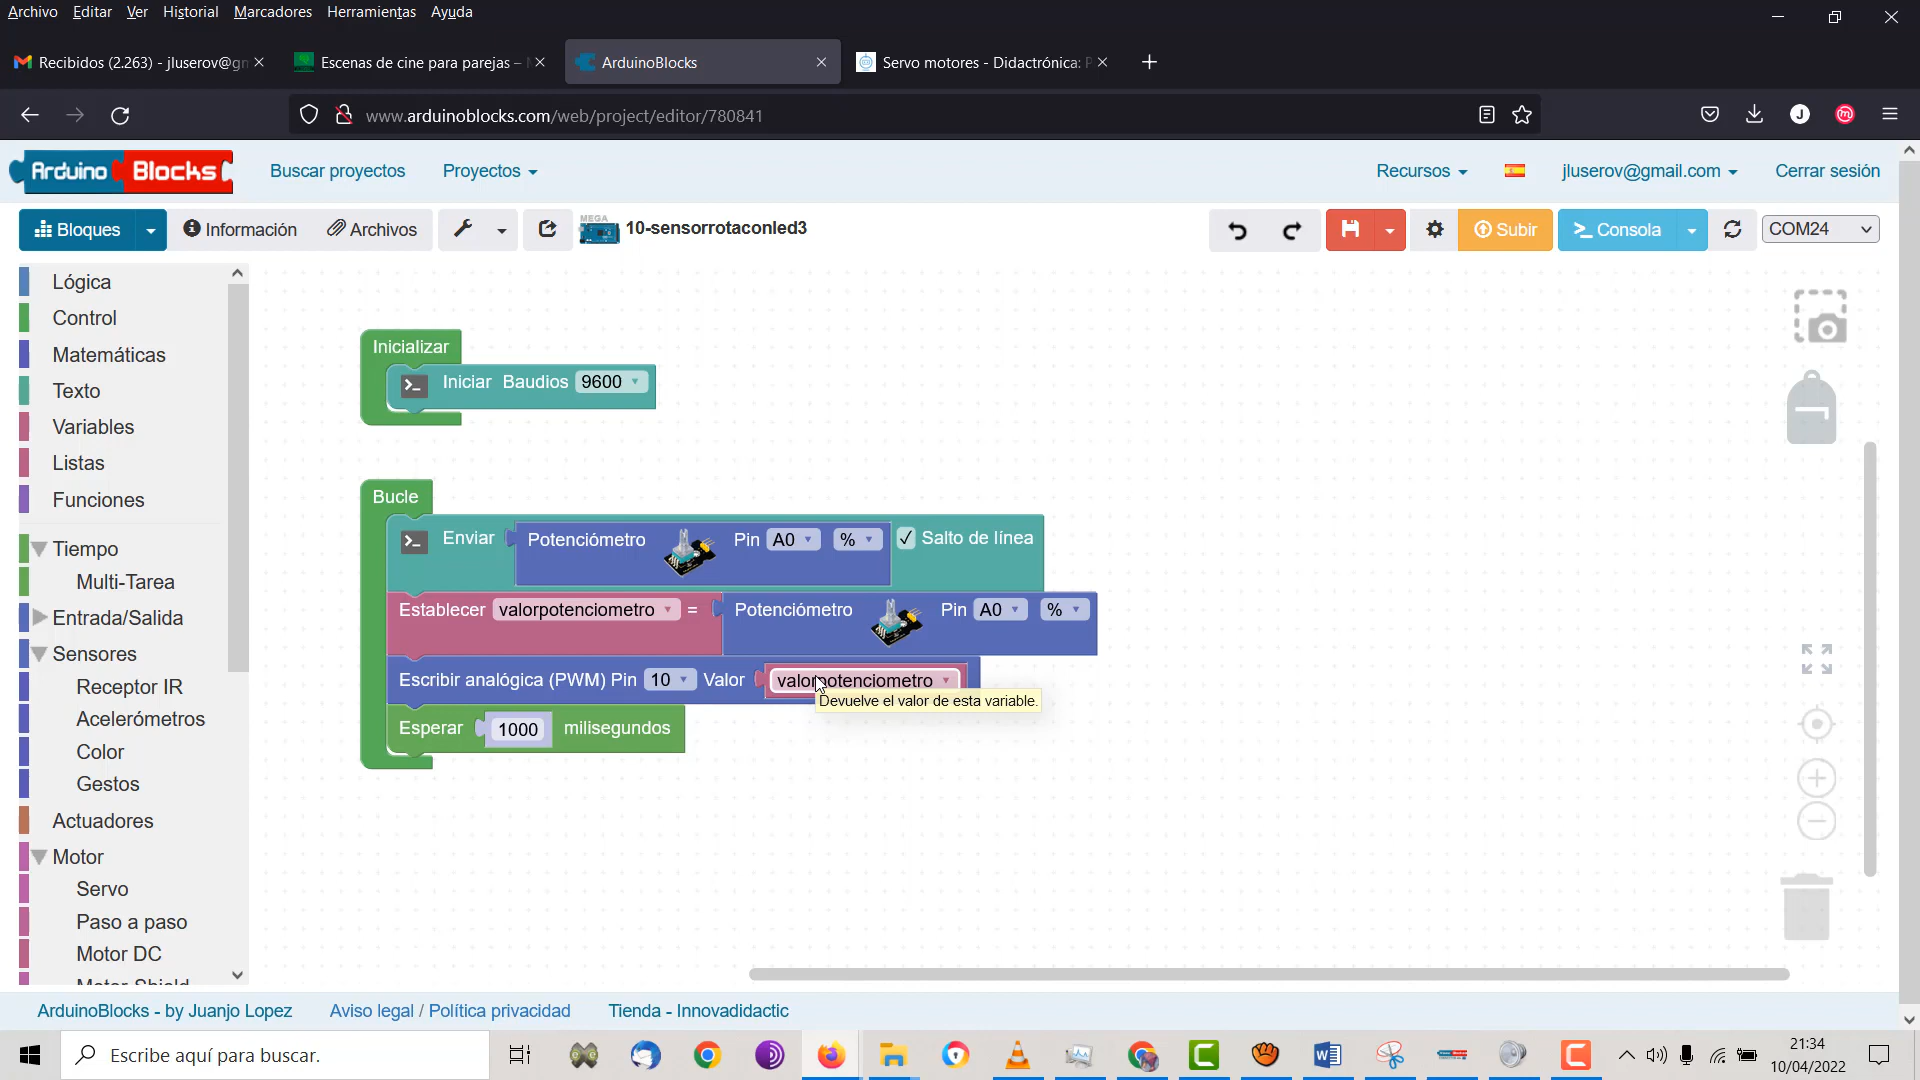 Archivo Editar Ver Historial Marcadores Herramientas Ayuda
Recibidos (2.263) - jluserov@gm
Escenas de cine para parejas –
ArduinoBlocks
Servo motores - Didactrónica: P
www.arduinoblocks.com/web/project/editor/780841
Arduino Blocks
Buscar proyectos
Proyectos
Recursos
jluserov@gmail.com
Cerrar sesión
Bloques
Información
Archivos
MEGA
10-sensorrotaconled3
Subir
Consola
COM24
Lógica
Control
Matemáticas
Texto
Variables
Listas
Funciones
Tiempo
Multi-Tarea
Entrada/Salida
Sensores
Receptor IR
Acelerómetros
Color
Gestos
Actuadores
Motor
Servo
Paso a paso
Motor DC
Motor Shield
Inicializar
Iniciar Baudios 9600
Bucle
Enviar Potenciómetro Pin A0 % Salto de línea
Establecer valorpotenciometro = Potenciómetro Pin A0 %
Escribir analógica (PWM) Pin 10 Valor valorpotenciometro
Devuelve el valor de esta variable.
Esperar 1000 milisegundos
ArduinoBlocks - by Juanjo Lopez
Aviso legal / Política privacidad
Tienda - Innovadidactic
Escribe aquí para buscar.
21:34
10/04/2022